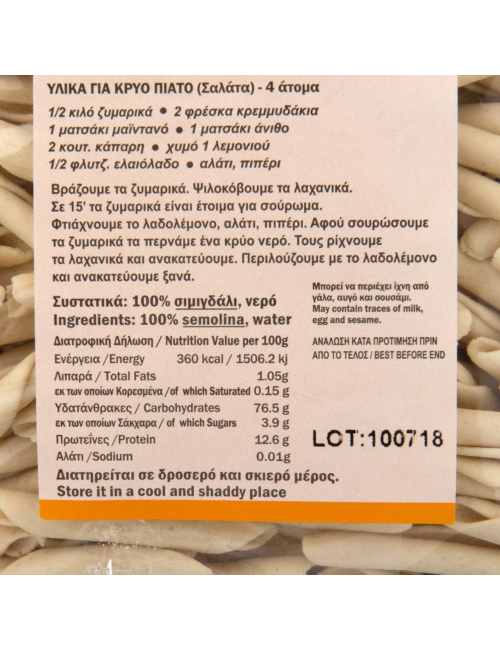 ΥΛΙΚΑ ΓΙΑ ΚΡΥΟ ΠΙΑΤΟ (Σαλάτα) - 4 άτομα
1/2 κιλό ζυμαρικά ● 2 φρέσκα κρεμμυδάκια
1 ματσάκι μαϊντανό ● 1 ματσάκι άνιθο
2 κουτ. κάπαρη ● χυμό 1 λεμονιού
1/2 φλυτζ. ελαιόλαδο ● αλάτι, πιπέρι
Βράζουμε τα ζυμαρικά. Ψιλοκόβουμε τα λαχανικά.
Σε 15' τα ζυμαρικά είναι έτοιμα για σούρωμα.
Φτιάχνουμε το λαδολέμονο, αλάτι, πιπέρι. Αφού σουρώσουμε
τα ζυμαρικά τα περνάμε ένα κρύο νερό. Τους ρίχνουμε
τα λαχανικά και ανακατεύουμε. Περιλούζουμε με το λαδολέμονο
και ανακατεύουμε ξανά.
Συστατικά: 100% σιμιγδάλι, νερό
Ingredients: 100% semolina, water
Διατροφική Δήλωση / Nutrition Value per 100g
Ενέργεια /Energy 360 kcal / 1506.2 kj
Λιπαρά / Total Fats 1.05g
εκ των οποίων Κορεσμένα /of which Saturated 0.15 g
Υδατάνθρακες / Carbohydrates 76.5 g
εκ των οποίων Σάκχαρα / of which Sugars 3.9 g
Πρωτεΐνες /Protein 12.6 g
Αλάτι /Sodium 0.01g
Διατηρείται σε δροσερό και σκιερό μέρος.
Store it in a cool and shaddy place
Μπορεί να περιέχει ίχνη από
γάλα, αυγό και σουσάμι.
May contain traces of milk,
egg and sesame.
ΑΝΑΛΩΣΗ ΚΑΤΑ ΠΡΟΤΙΜΗΣΗ ΠΡΙΝ
ΑΠΟ ΤΟ ΤΕΛΟΣ / BEST BEFORE END
LOT:100718